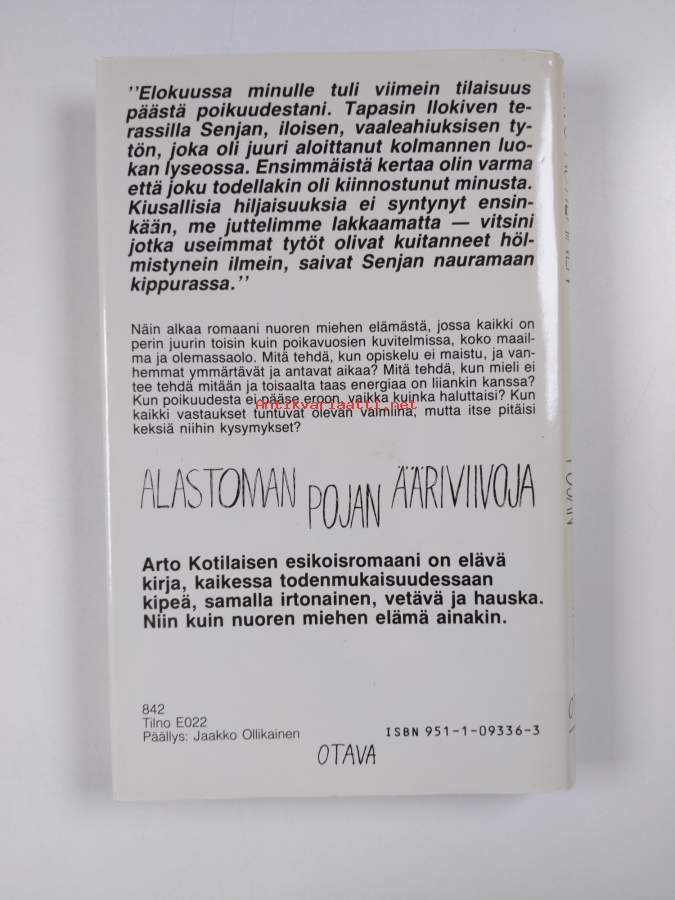 ”Elokuussa minulle tuli viimein tilaisuus
päästä poikuudestani. Tapasin Ilokiven te-
rassilla Senjan, iloisen, vaaleahiuksisen ty-
tön, joka oli juuri aloittanut kolmannen luo-
kan lyseossa. Ensimmäistä kertaa olin varma
että joku todellakin oli kiinnostunut minusta.
Kiusallisia hiljaisuuksia ei syntynyt ensin-
kään, me juttelimme lakkaamatta — vitsini
jotka useimmat tytöt olivat kuitanneet höl-
mistynein ilmein, saivat Senjan nauramaan
kippurassa.”
Näin alkaa romaani nuoren miehen elämästä, jossa kaikki on
perin juurin toisin kuin poikavuosien kuvitelmissa, koko maail-
ma ja olemassaolo. Mitä tehdä, kun opiskelu ei maistu, ja van-
hemmat ymmärtävät ja antavat aikaa? Mitä tehdä, kun mieli ei
tee tehdä mitään ja toisaalta taas energiaa on liiankin kanssa?
Kun poikuudesta ei pääse eroon, vaikka kuinka haluttaisi? Kun
kaikki vastaukset tuntuvat olevan valmiina, mutta itse pitäisi
keksiä niihin kysymykset?
Antikvariaatti.net
ALASTOMAN POJAN ÄÄRIVIIVOJA
Arto Kotilaisen esikoisromaani on elävä
kirja, kaikessa todenmukaisuudessaan
kipeä, samalla irtonainen, vetävä ja hauska.
Niin kuin nuoren miehen elämä ainakin.
842
Tilno E022
Päällys: Jaakko Ollikainen
ISBN 951-1-09336-3
OTAVA